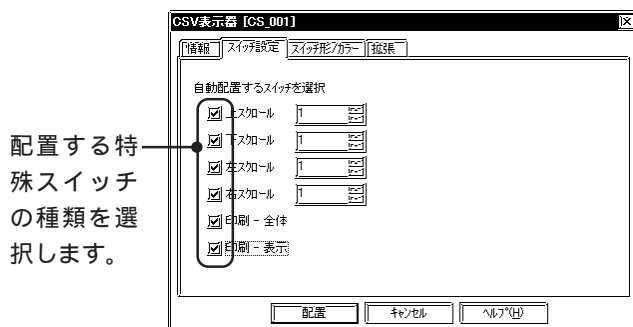 CSV表示器 [CS_001]
情報 スイッチ設定 スイッチ形/カラー 拡張
自動配置するスイッチを選択
上スクロール 1
下スクロール 1
左スクロール 1
右スクロール 1
印刷 - 全体
印刷 - 表示
配置 キャンセル ヘルプ(H)
配置する特
殊スイッチ
の種類を選
択します。